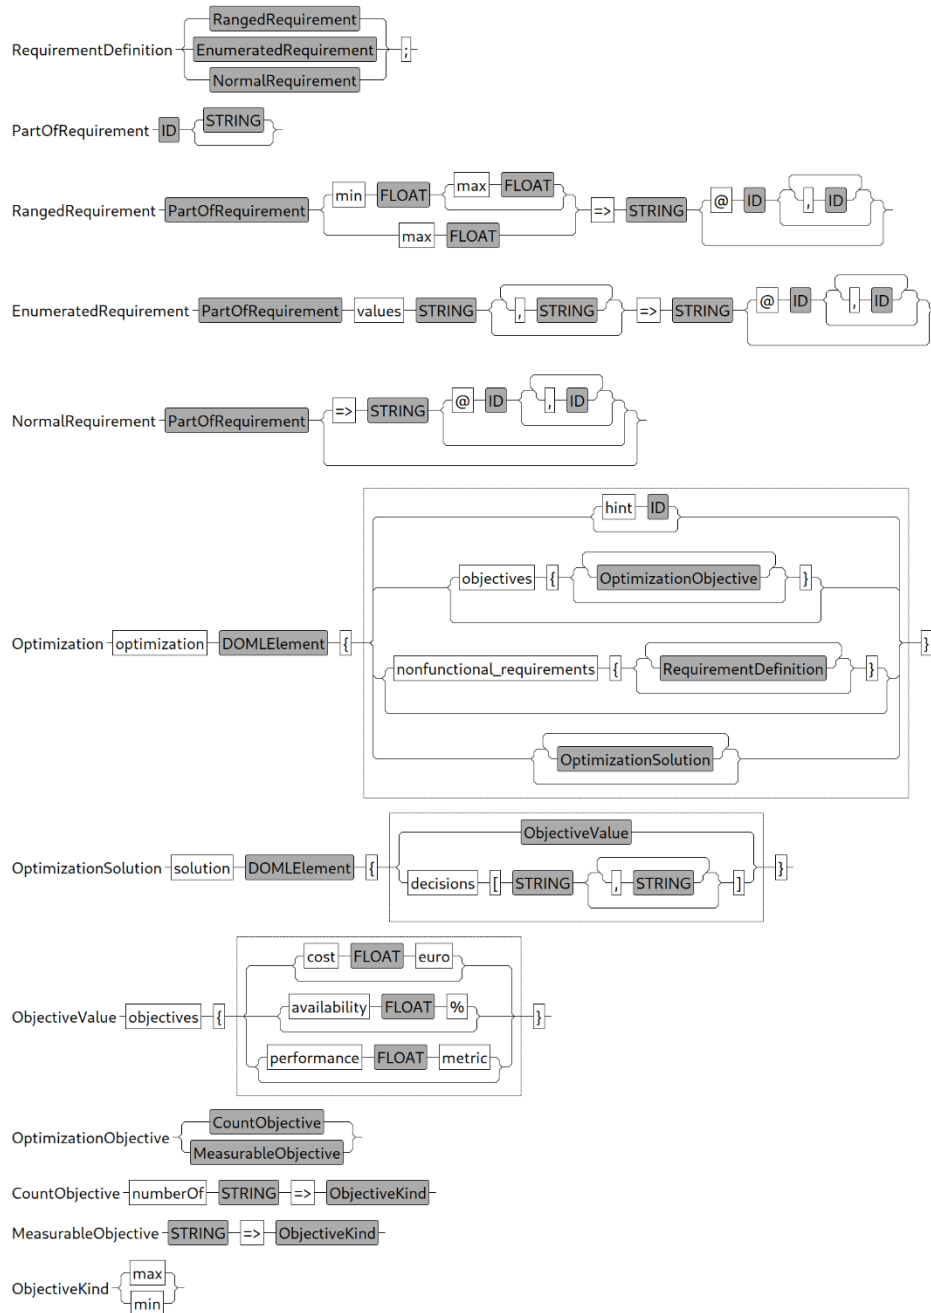 RangedRequirement
RequirementDefinition EnumeratedRequirement ;
NormalRequirement
PartOfRequirement ID STRING
RangedRequirement PartOfRequirement min FLOAT max FLOAT => STRING @ ID , ID
max FLOAT
EnumeratedRequirement PartOfRequirement values STRING , STRING => STRING @ ID , ID
NormalRequirement PartOfRequirement => STRING @ ID , ID
hint ID
objectives { OptimizationObjective }
Optimization optimization DOMLElement { }
nonfunctional_requirements { RequirementDefinition }
OptimizationSolution
ObjectiveValue
OptimizationSolution solution DOMLElement { }
decisions [ STRING , STRING ]
cost FLOAT euro
availability FLOAT %
ObjectiveValue objectives { }
performance FLOAT metric
CountObjective
OptimizationObjective
MeasurableObjective
CountObjective numberOf STRING => ObjectiveKind
MeasurableObjective STRING => ObjectiveKind
max
ObjectiveKind
min